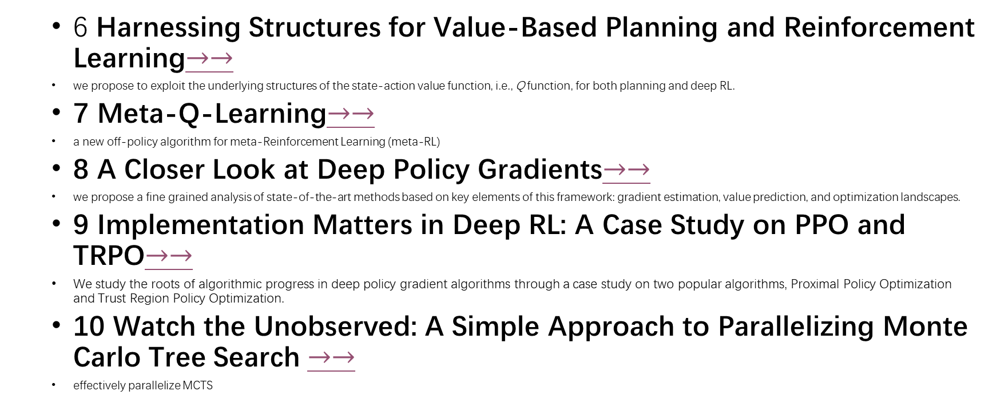 • 6 Harnessing Structures for Value-Based Planning and Reinforcement
Learning→→
• we propose to exploit the underlying structures of the state-action value function, i.e., Q function, for both planning and deep RL.
• 7 Meta-Q-Learning→→
• a new off-policy algorithm for meta-Reinforcement Learning (meta-RL)
• 8 A Closer Look at Deep Policy Gradients→→
• we propose a fine grained analysis of state-of-the-art methods based on key elements of this framework: gradient estimation, value prediction, and optimization landscapes.
• 9 Implementation Matters in Deep RL: A Case Study on PPO and
TRPO→→
• We study the roots of algorithmic progress in deep policy gradient algorithms through a case study on two popular algorithms, Proximal Policy Optimization
and Trust Region Policy Optimization.
• 10 Watch the Unobserved: A Simple Approach to Parallelizing Monte
Carlo Tree Search →→
• effectively parallelize MCTS